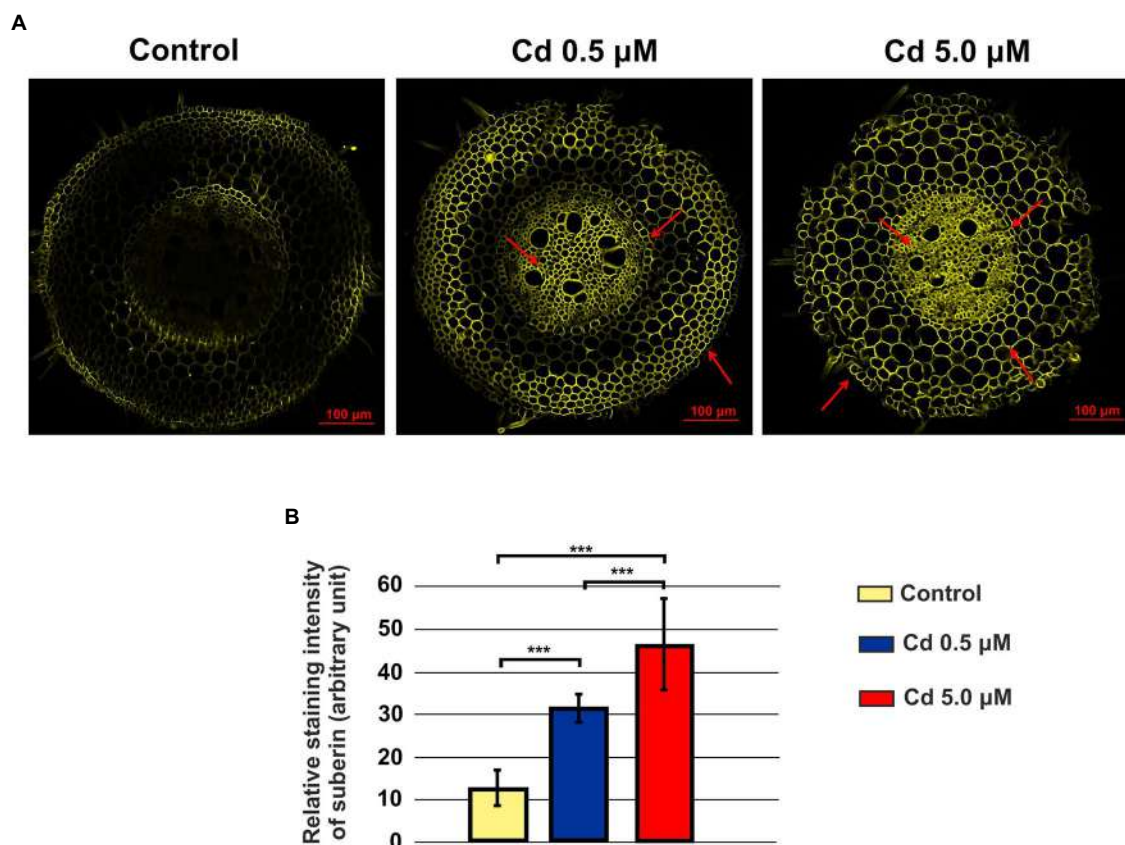 A
Control
Cd 0.5 µM
Cd 5.0 µM
100 µm
100 µm
100 µm
B
Relative staining intensity
of suberin (arbitrary unit)
60
50
40
30
20
10
0
***
***
***
Control
Cd 0.5 µM
Cd 5.0 µM